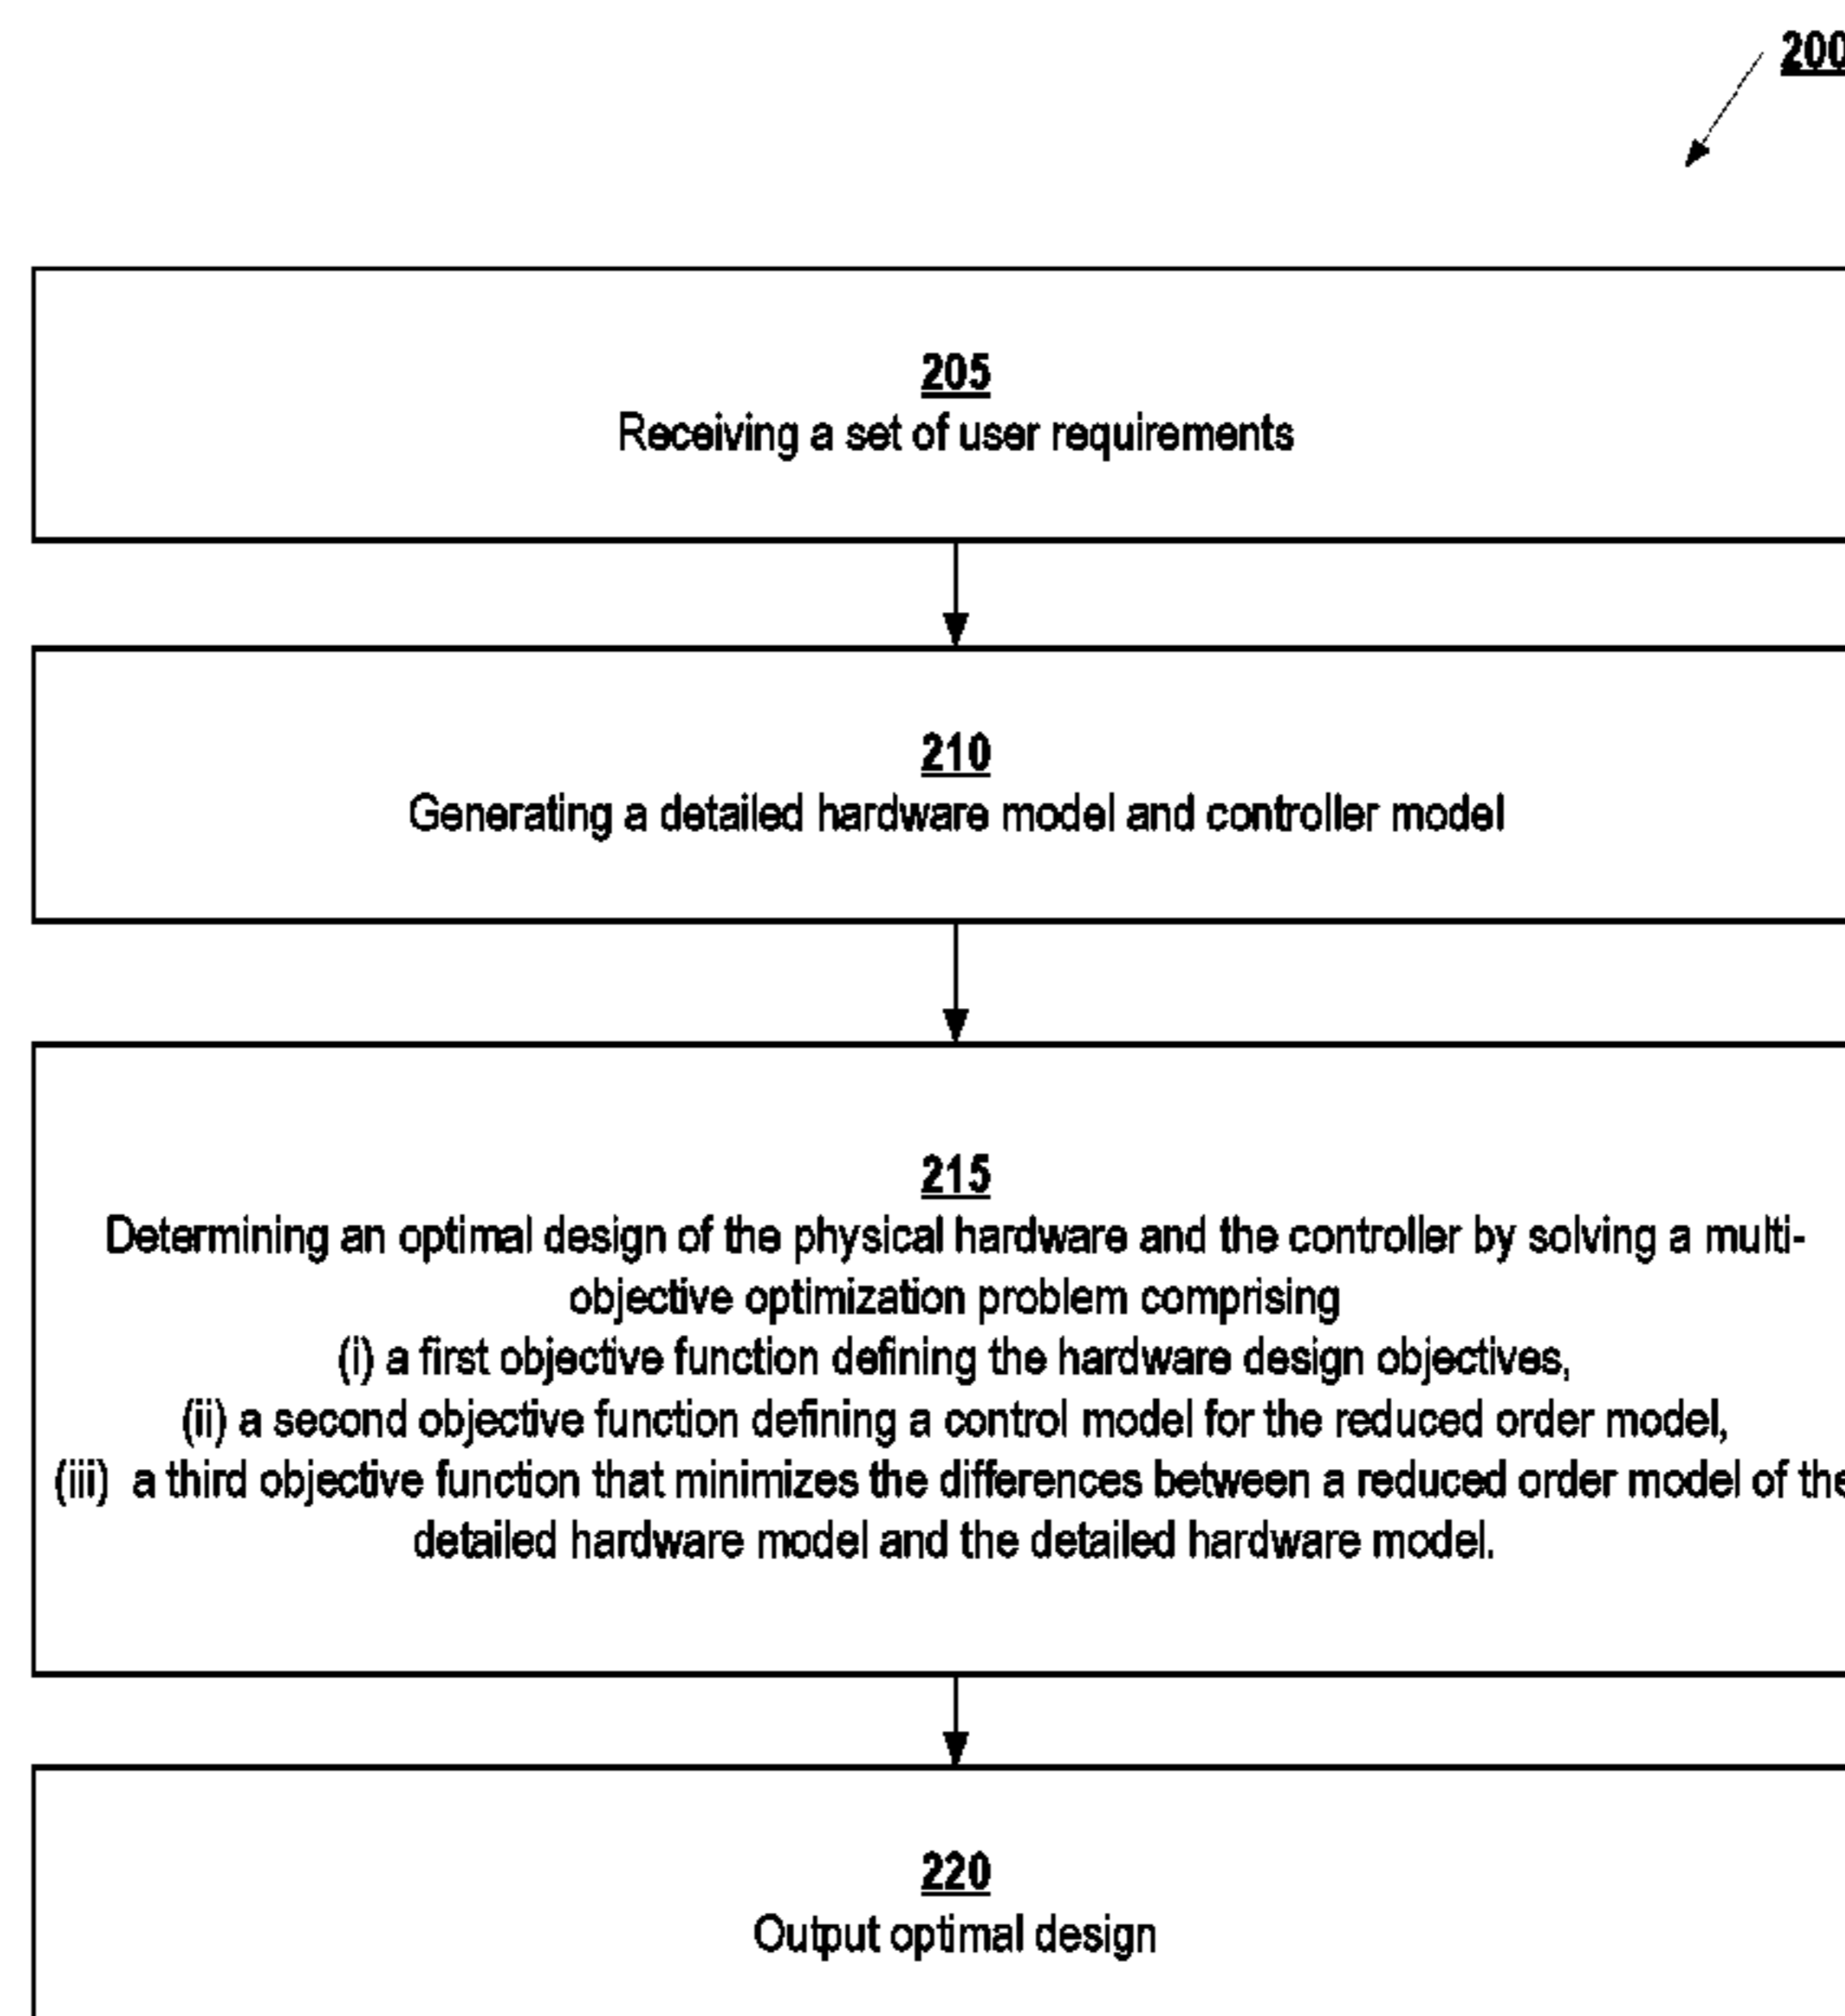 200
205
Receiving a set of user requirements
210
Generating a detailed hardware model and controller model
215
Determining an optimal design of the physical hardware and the controller by solving a multi-
objective optimization problem comprising
(i) a first objective function defining the hardware design objectives,
(ii) a second objective function defining a control model for the reduced order model,
(iii) a third objective function that minimizes the differences between a reduced order model of the
detailed hardware model and the detailed hardware model.
220
Output optimal design